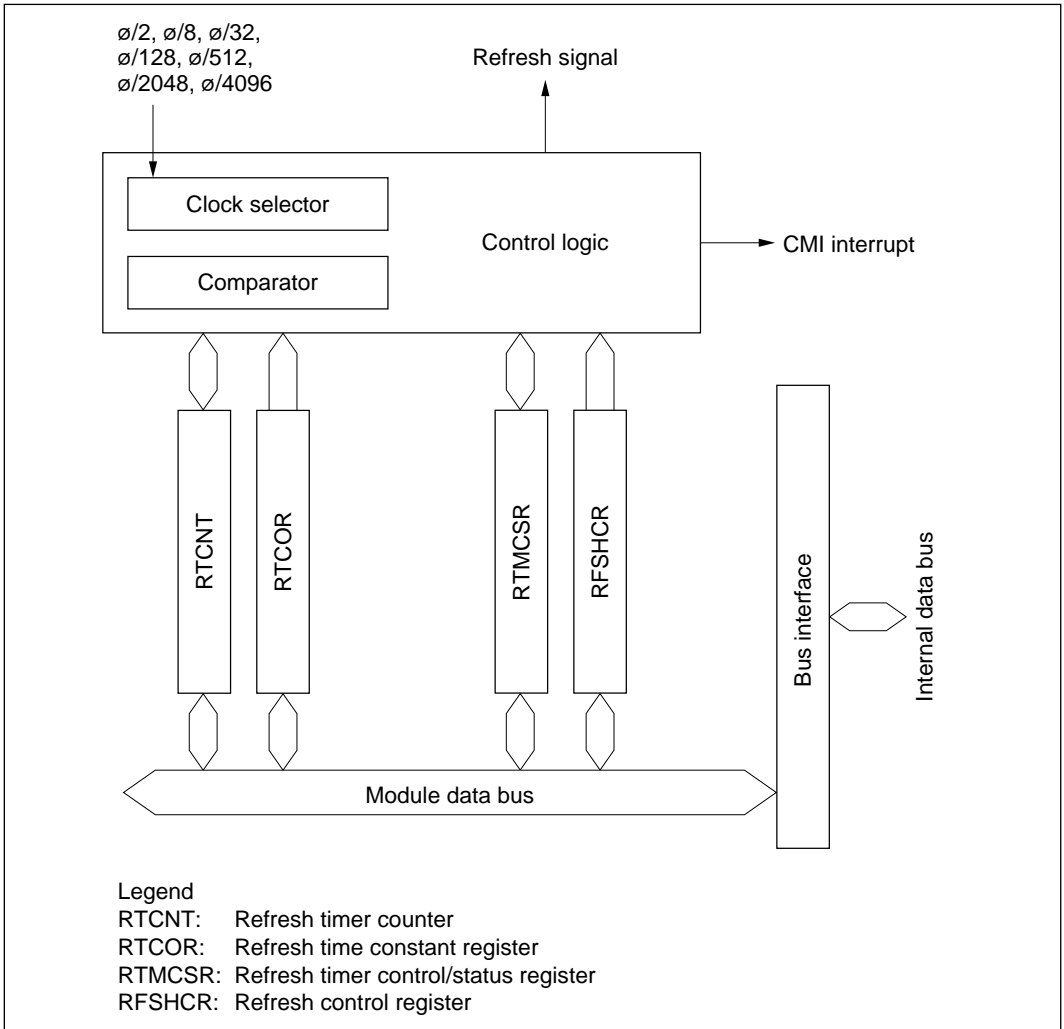 ø/2, ø/8, ø/32,
ø/128, ø/512,
ø/2048, ø/4096
Refresh signal
Clock selector
Control logic
Comparator
CMI interrupt
RTCNT
RTCOR
RTMCSR
RFSHCR
Bus interface
Internal data bus
Module data bus
Legend
RTCNT: Refresh timer counter
RTCOR: Refresh time constant register
RTMCSR: Refresh timer control/status register
RFSHCR: Refresh control register